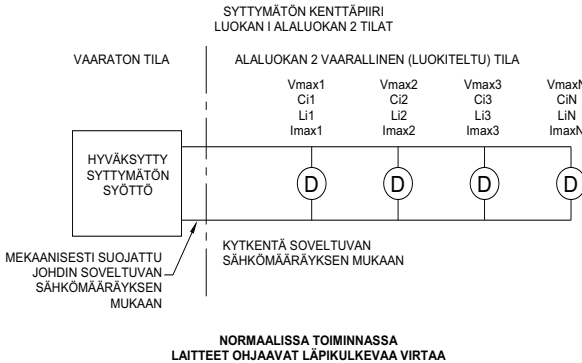 SYTTYMÄTÖN KENTTÄPIIRI
LUOKAN I ALALUOKAN 2 TILAT
VAARATON TILA
ALALUOKAN 2 VAARALLINEN (LUOKITELTU) TILA
Vmax1
Ci1
Li1
Imax1
Vmax2
Ci2
Li2
Imax2
Vmax3
Ci3
Li3
Imax3
VmaxN
CiN
LiN
ImaxN
HYVÄKSYTTY
SYTTYMÄTÖN
SYÖTTÖ
D
D
D
D
MEKAANISESTI SUOJATTU
JOHDIN SOVELTUVAN
SÄHKÖMÄÄRÄYKSEN
MUKAAN
KYTKENTÄ SOVELTUVAN
SÄHKÖMÄÄRÄYKSEN MUKAAN
NORMAALISSA TOIMINNASSA
LAITTEET OHJAAVAT LÄPIKULKEVAA VIRTAA